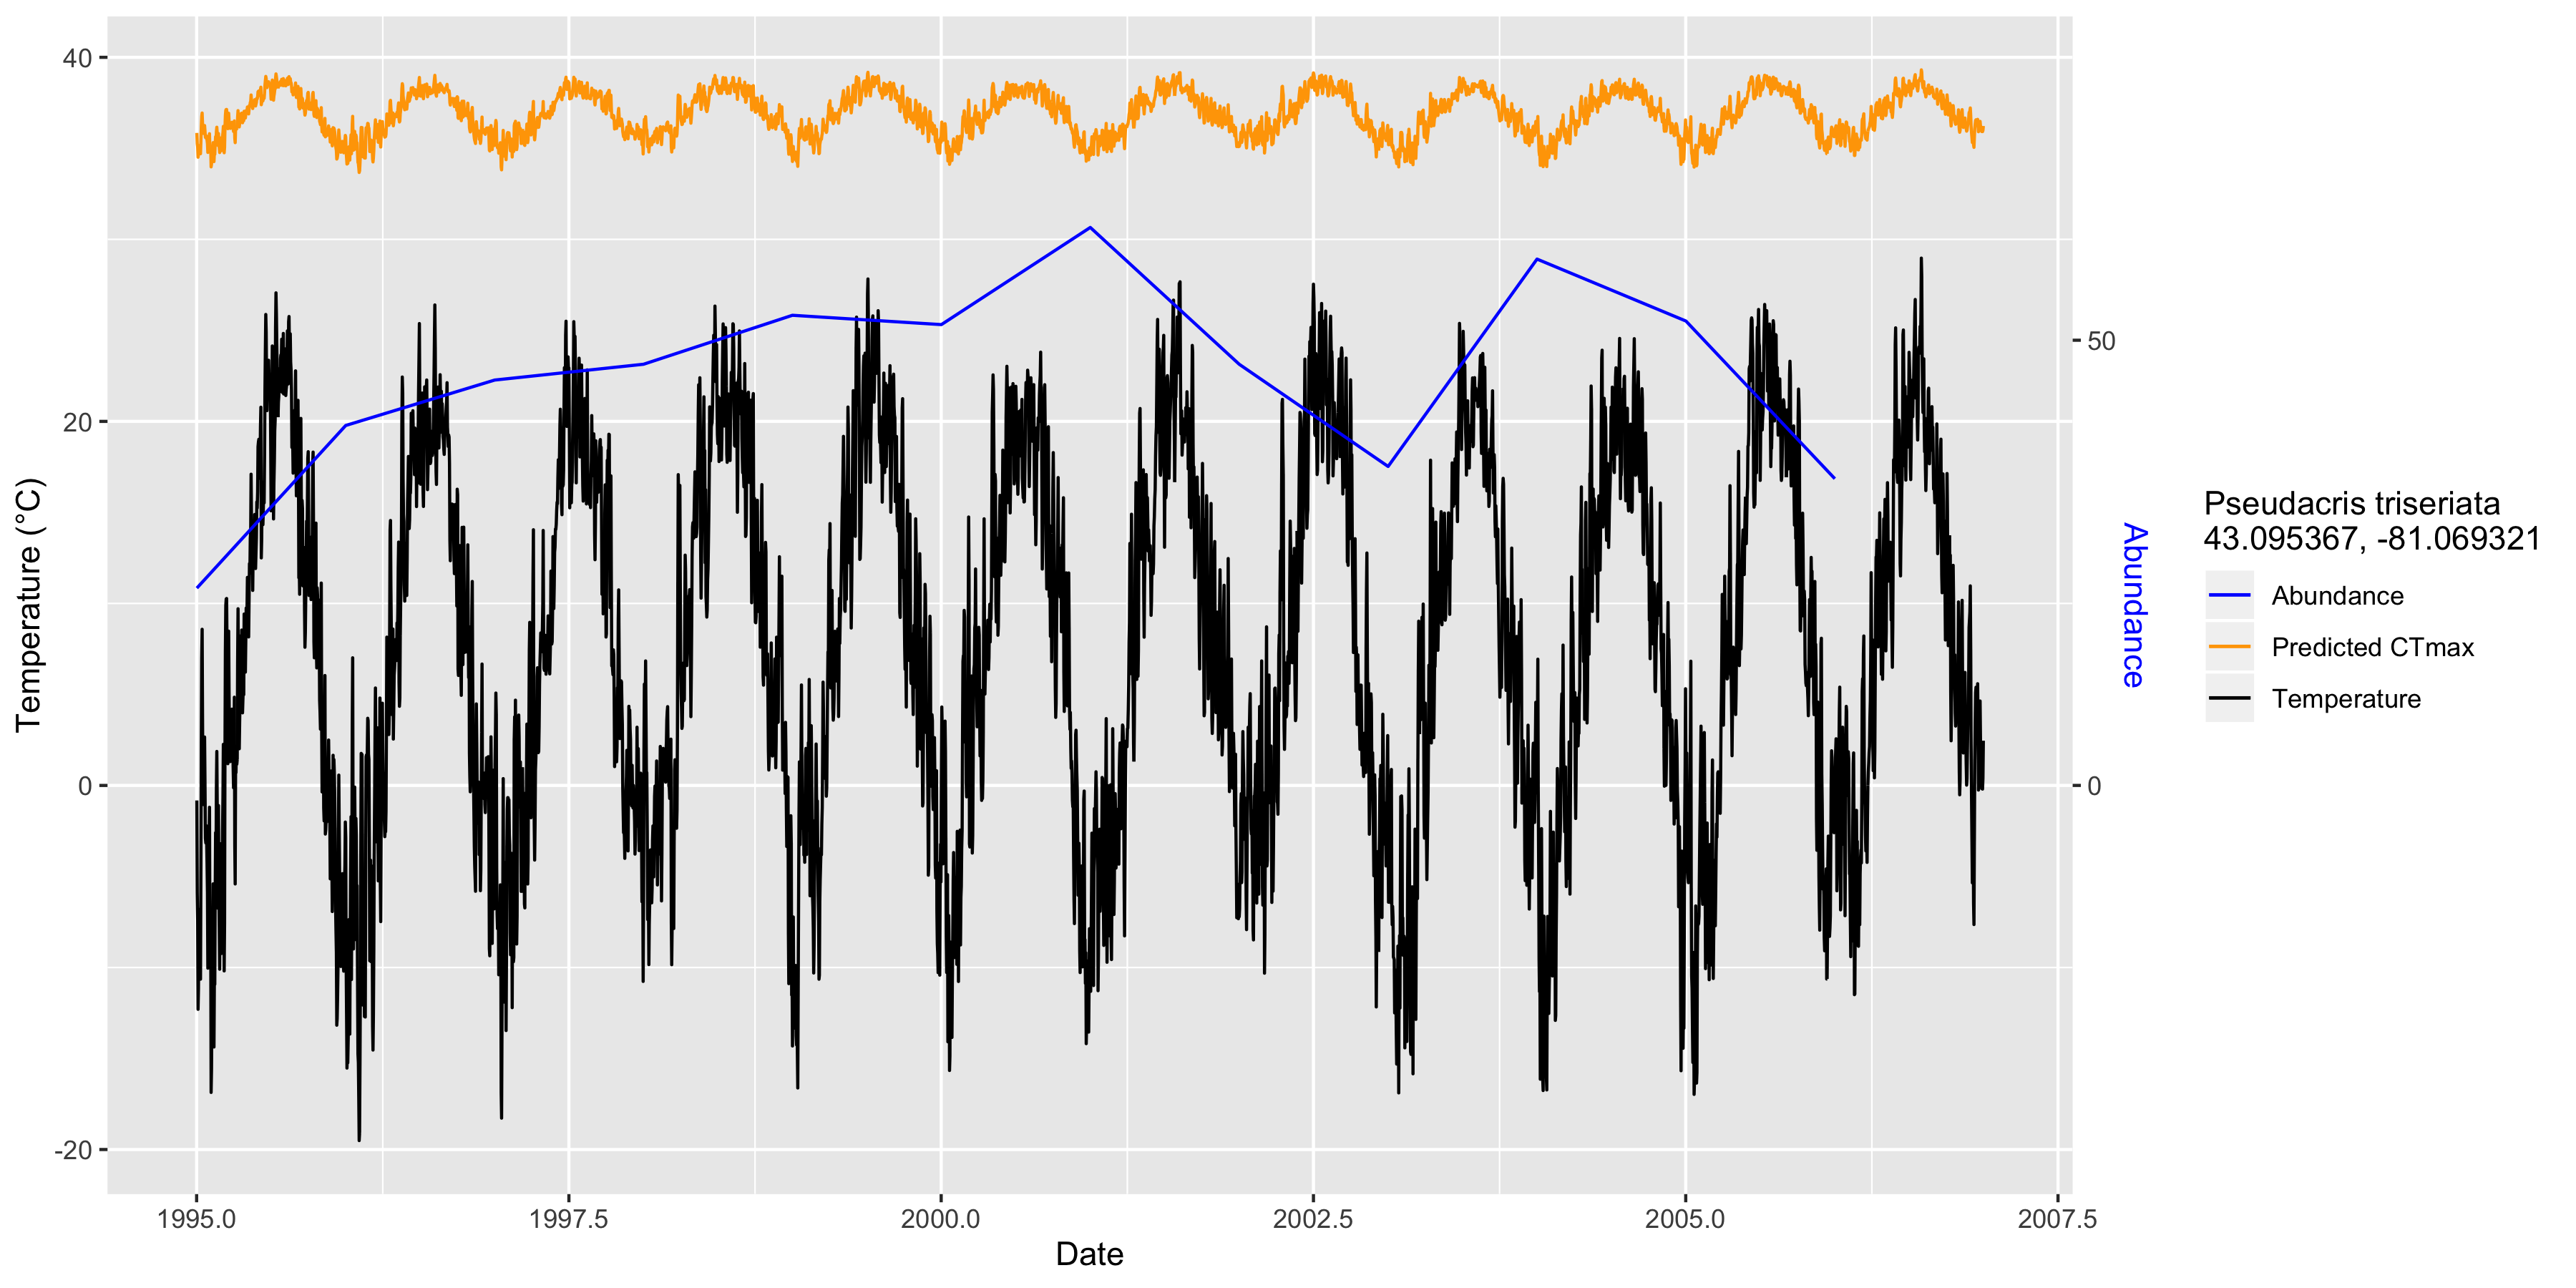 40
20
0
-20
Temperature (°C)
1995.0
1997.5
2000.0
2002.5
2005.0
2007.5
Date
50
0
Abundance
Pseudacris triseriata
43.095367, -81.069321
Abundance
Predicted CTmax
Temperature